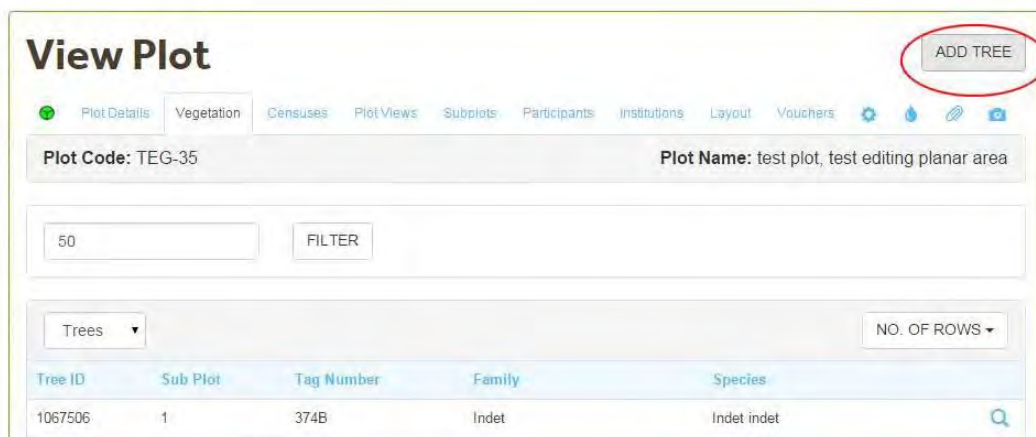 View Plot
ADD TREE
Plot Details Vegetation Censuses Plot Views Subplots Participants Institutions Layout Vouchers
Plot Code: TEG-35 Plot Name: test plot, test editing planar area
50 FILTER
Trees NO. OF ROWS
Tree ID Sub Plot Tag Number Family Species
1067506 1 374B Indet Indet indet